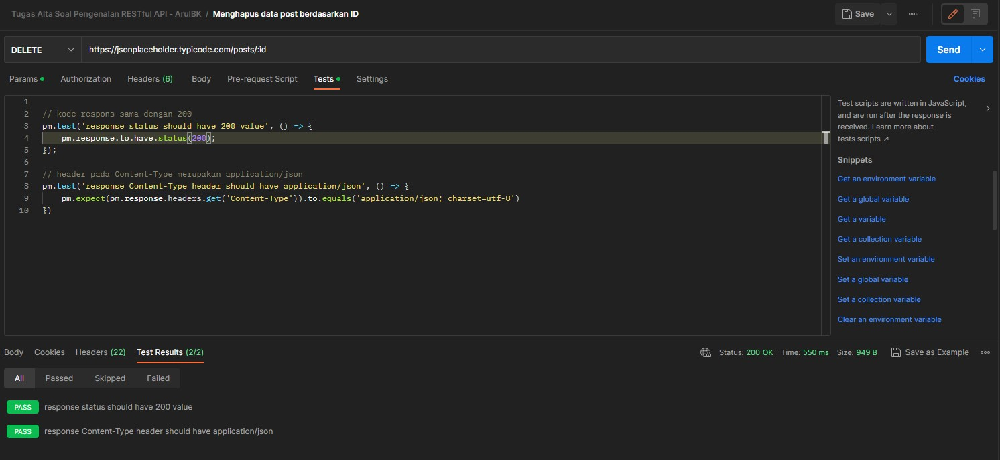 Tugas Alta Soal Pengenalan RESTful API - ArulBK / Menghapus data post berdasarkan ID
Save
DELETE
https://jsonplaceholder.typicode.com/posts/:id
Send
Params
Authorization
Headers (6)
Body
Pre-request Script
Tests
Settings
Cookies
1
2 // kode respons sama dengan 200
3 pm.test('response status should have 200 value', () => {
4 pm.response.to.have.status(200);
5 });
6
7 // header pada Content-Type merupakan application/json
8 pm.test('response Content-Type header should have application/json', () => {
9 pm.expect(pm.response.headers.get('Content-Type')).to.equals('application/json; charset=utf-8')
10 })
Test scripts are written in JavaScript,
and are run after the response is
received. Learn more about
tests scripts ↗
Snippets
Get an environment variable
Get a global variable
Get a variable
Get a collection variable
Set an environment variable
Set a global variable
Set a collection variable
Clear an environment variable
Body
Cookies
Headers (22)
Test Results (2/2)
Status: 200 OK
Time: 550 ms
Size: 949 B
Save as Example
All
Passed
Skipped
Failed
PASS response status should have 200 value
PASS response Content-Type header should have application/json